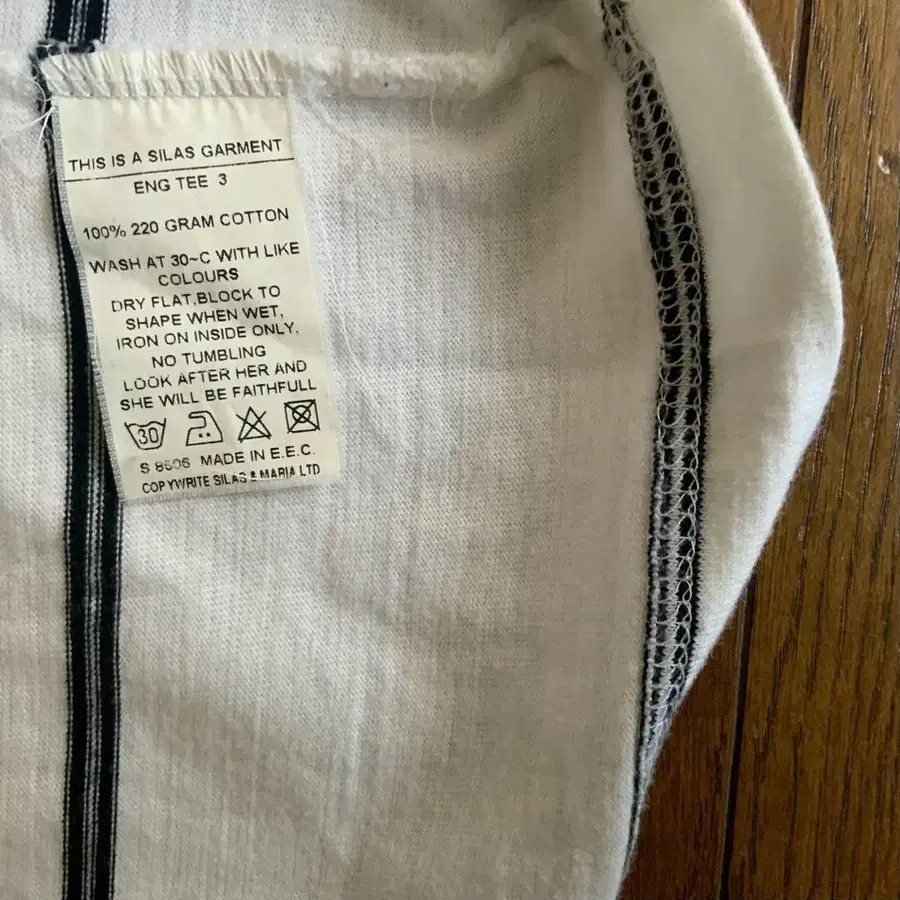 THIS IS A SILAS GARMENT
ENG TEE 3
100% 220 GRAM COTTON
WASH AT 30~C WITH LIKE
COLOURS
DRY FLAT,BLOCK TO
SHAPE WHEN WET,
IRON ON INSIDE ONLY.
NO TUMBLING
LOOK AFTER HER AND
SHE WILL BE FAITHFULL
30
S 8506 MADE IN E.E.C.
COPYWRITE SILAS & MARIA LTD